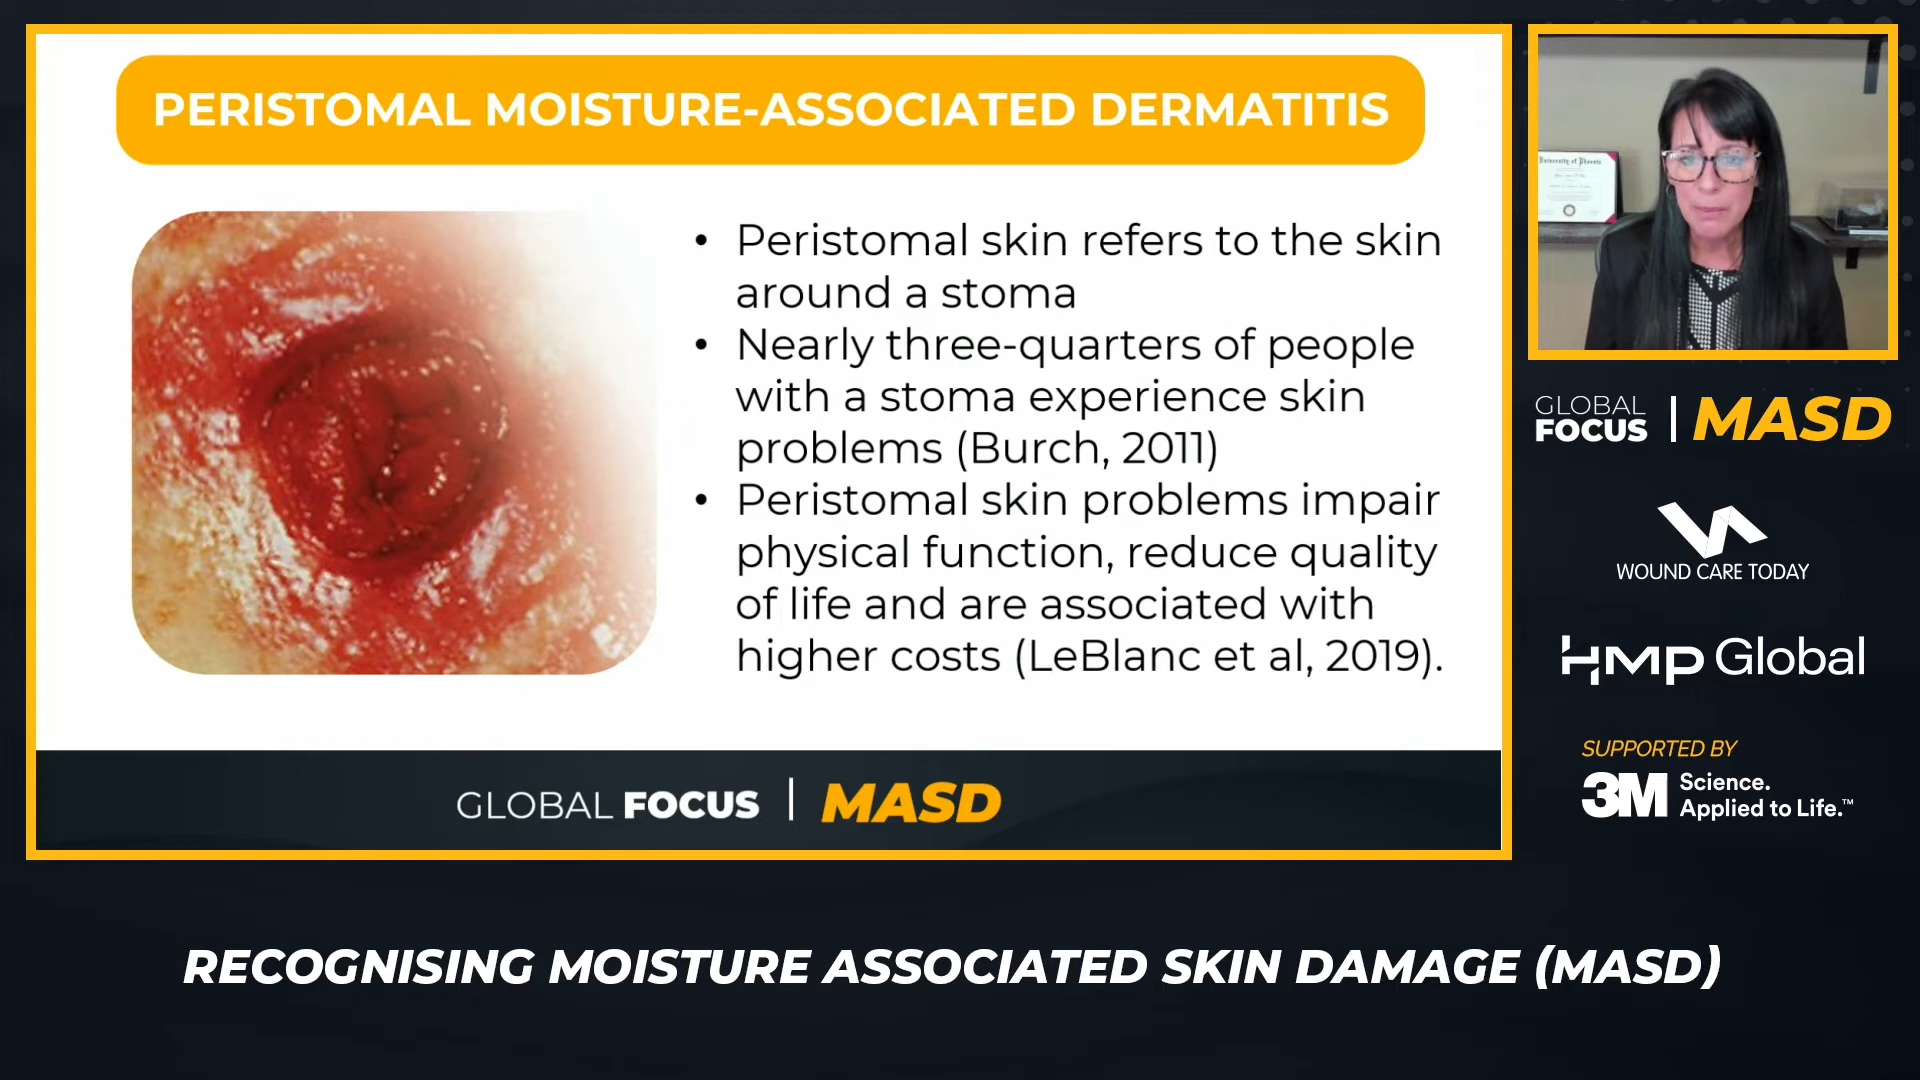 PERISTOMAL MOISTURE-ASSOCIATED DERMATITIS
• Peristomal skin refers to the skin
around a stoma
• Nearly three-quarters of people
with a stoma experience skin
problems (Burch, 2011)
• Peristomal skin problems impair
physical function, reduce quality
of life and are associated with
higher costs (LeBlanc et al, 2019).
GLOBAL FOCUS | MASD
University of Phoenix
GLOBAL
FOCUS | MASD
WOUND CARE TODAY
HMP Global
SUPPORTED BY
3M Science.
Applied to Life.™
RECOGNISING MOISTURE ASSOCIATED SKIN DAMAGE (MASD)